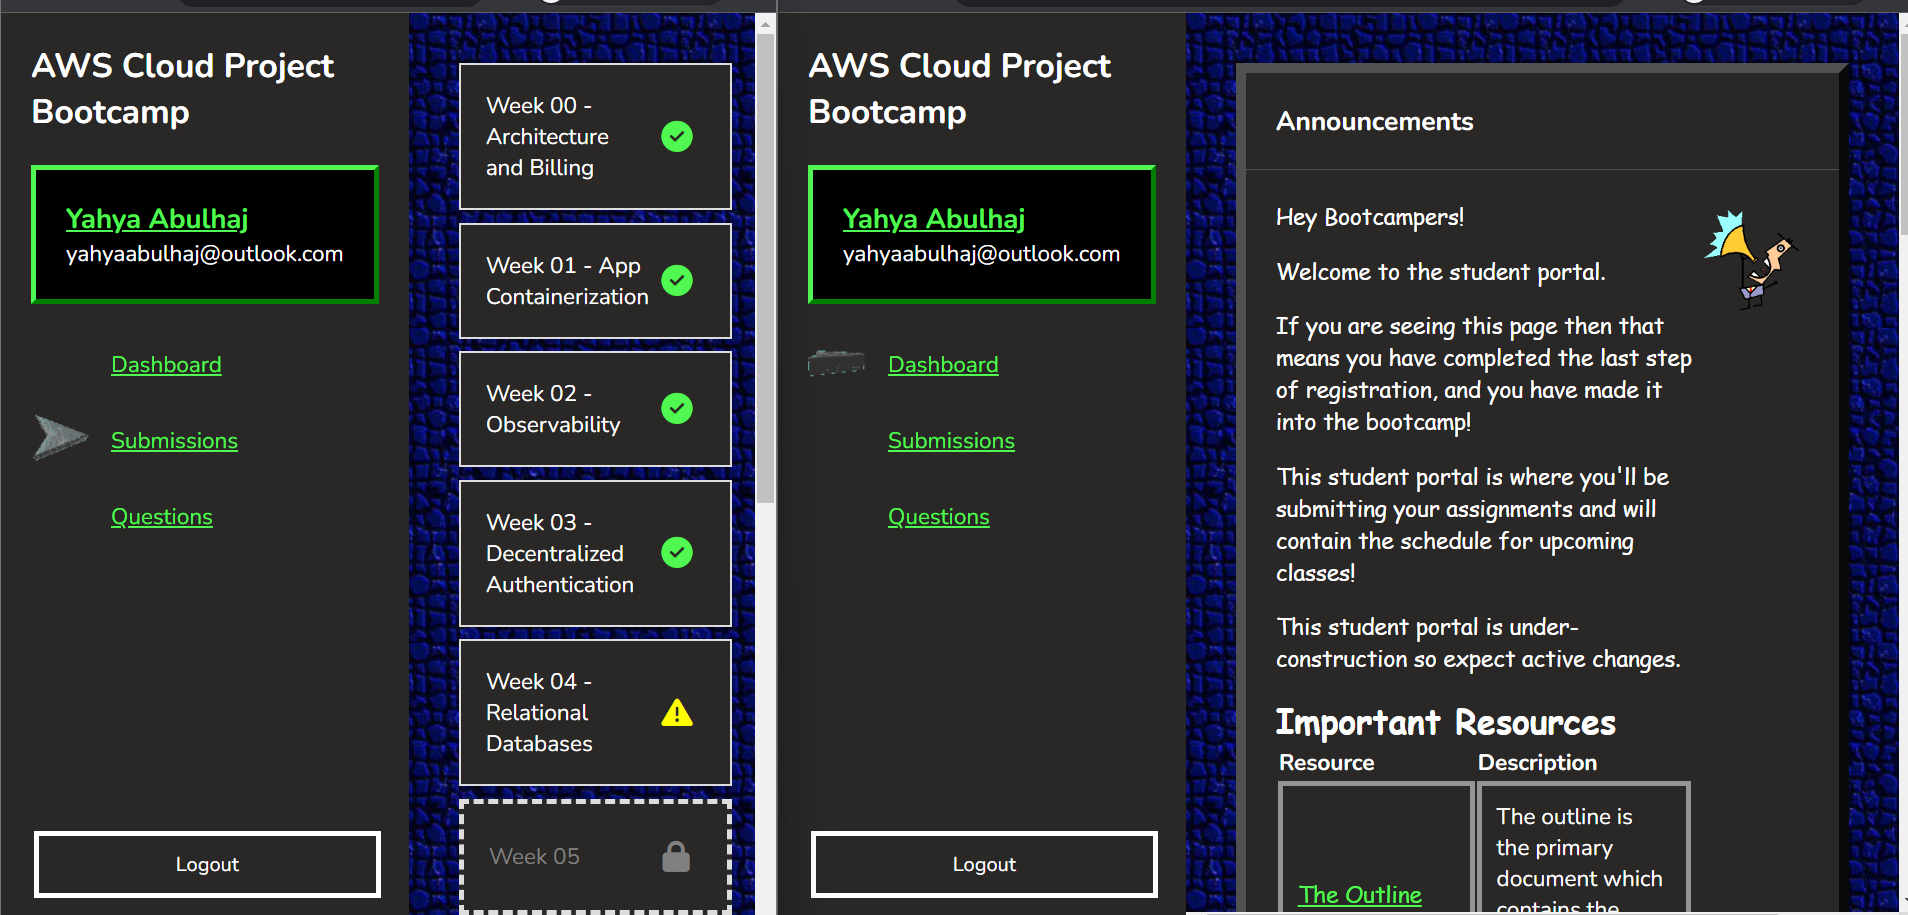 AWS Cloud Project
Bootcamp
Yahya Abulhaj
yahyaabulhaj@outlook.com
Dashboard
Submissions
Questions
Logout
Week 00 -
Architecture
and Billing
Week 01 - App
Containerization
Week 02 -
Observability
Week 03 -
Decentralized
Authentication
Week 04 -
Relational
Databases
Week 05
AWS Cloud Project
Bootcamp
Yahya Abulhaj
yahyaabulhaj@outlook.com
Dashboard
Submissions
Questions
Logout
Announcements
Hey Bootcampers!
Welcome to the student portal.
If you are seeing this page then that
means you have completed the last step
of registration, and you have made it
into the bootcamp!
This student portal is where you'll be
submitting your assignments and will
contain the schedule for upcoming
classes!
This student portal is under-
construction so expect active changes.
Important Resources
Resource
Description
The Outline
The outline is
the primary
document which
contains the